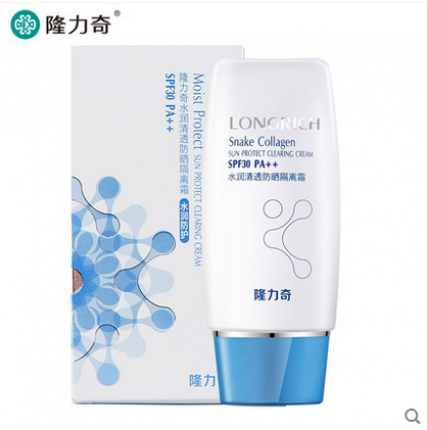 隆力奇®
Moist Protect
SUN PROTECT CLEARING CREAM
隆力奇水润清透防晒隔离霜
SPF30 PA++
水润防护
隆力奇
LONGRICH
Snake Collagen
SUN PROTECT CLEARING CREAM
SPF30 PA++
水润清透防晒隔离霜
隆力奇